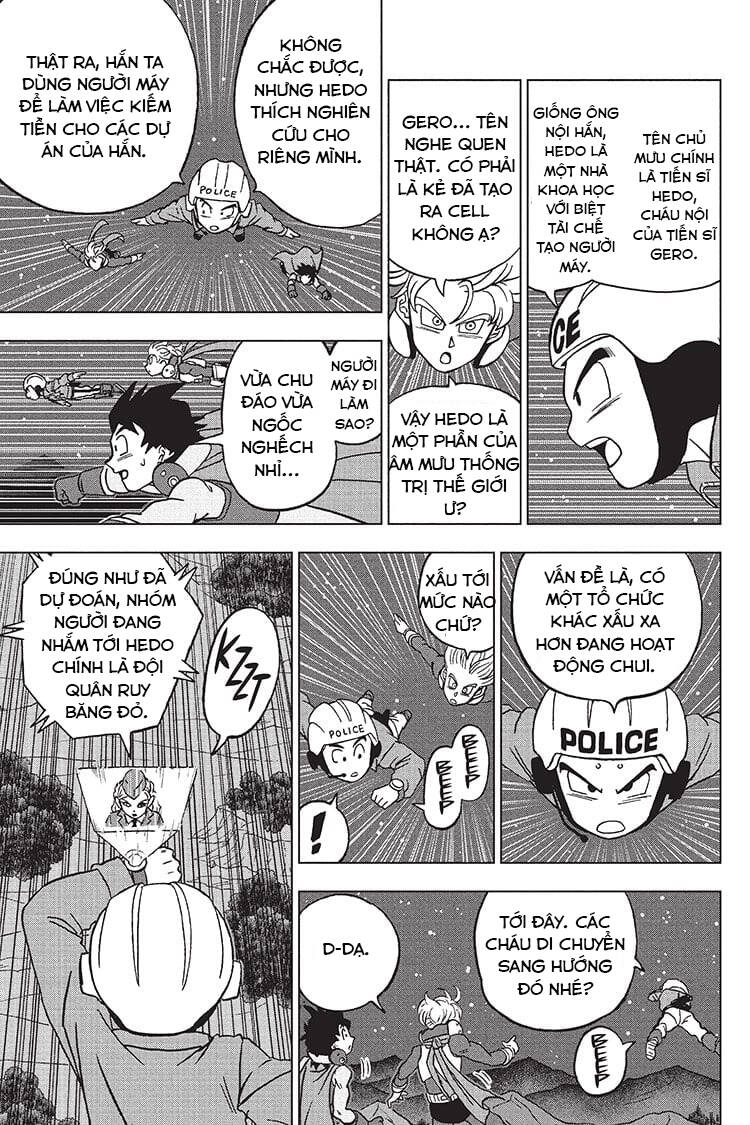 TÊN CHỦ
MƯU CHÍNH
LÀ TIẾN SĨ
HEDO,
CHÁU NỘI
CỦA TIẾN SĨ
GERO.
GIỐNG ÔNG
NỘI HẮN,
HEDO LÀ
MỘT NHÀ
KHOA HỌC
VỚI BIỆT
TÀI CHẾ
TẠO NGƯỜI
MÁY.
CE
GERO... TÊN
NGHE QUEN
THẬT. CÓ PHẢI
LÀ KẺ ĐÃ TẠO
RA CELL
KHÔNG Ạ?
VẬY HEDO LÀ
MỘT PHẦN CỦA
ÂM MƯU THỐNG
TRỊ THẾ GIỚI
Ư?
KHÔNG
CHẮC ĐƯỢC,
NHƯNG HEDO
THÍCH NGHIÊN
CỨU CHO
RIÊNG MÌNH.
THẬT RA, HẮN TA
DÙNG NGƯỜI MÁY
ĐỂ LÀM VIỆC KIẾM
TIỀN CHO CÁC DỰ
ÁN CỦA HẮN.
POLICE
NGƯỜI
MÁY ĐI
LÀM
SAO?
VỪA CHU
ĐÁO VỪA
NGỐC
NGHẾCH
NHỈ...
VẤN ĐỀ LÀ, CÓ
MỘT TỔ CHỨC
KHÁC XẤU XA
HƠN ĐANG HOẠT
ĐỘNG CHUI.
POLICE
XẤU TỚI
MỨC NÀO
CHỨ?
POLICE
BEEP
BEEP
!
TỚI ĐÂY. CÁC
CHÁU DI CHUYỂN
SANG HƯỚNG
ĐÓ NHÉ?
D-DẠ.
BEEP
BEEP
KZZZT
ĐÚNG NHƯ ĐÃ
DỰ ĐOÁN, NHÓM
NGƯỜI ĐANG
NHẮM TỚI HEDO
CHÍNH LÀ ĐỘI
QUÂN RUY
BĂNG ĐỎ.